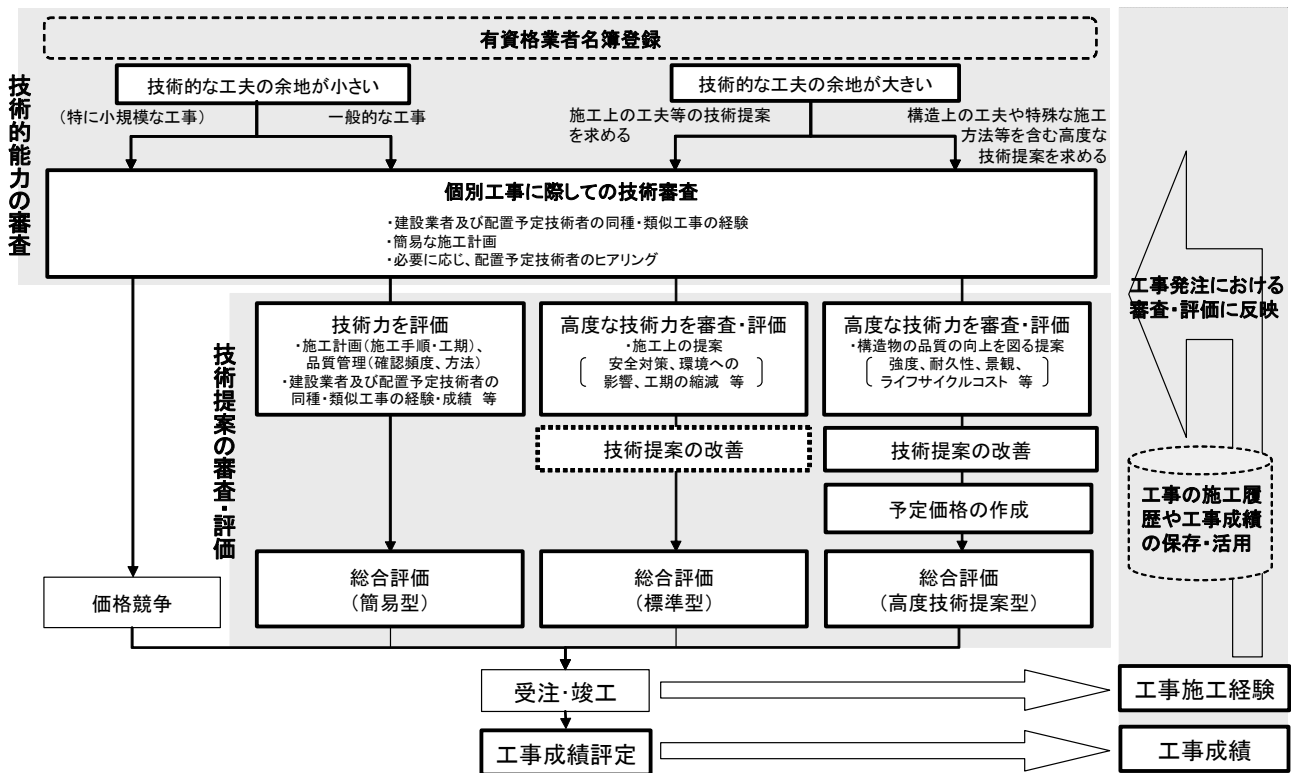 有資格業者名簿登録
技術的能力の審査
技術的な工夫の余地が小さい
技術的な工夫の余地が大きい
(特に小規模な工事)
一般的な工事
施工上の工夫等の技術提案
を求める
構造上の工夫や特殊な施工
方法等を含む高度な
技術提案を求める
個別工事に際しての技術審査
・建設業者及び配置予定技術者の同種・類似工事の経験
・簡易な施工計画
・必要に応じ、配置予定技術者のヒアリング
技術提案の審査・評価
技術力を評価
・施工計画(施工手順・工期)、
品質管理(確認頻度、方法)
・建設業者及び配置予定技術者の
同種・類似工事の経験・成績 等
高度な技術力を審査・評価
・施工上の提案
安全対策、環境への
影響、工期の縮減 等
高度な技術力を審査・評価
・構造物の品質の向上を図る提案
強度、耐久性、景観、
ライフサイクルコスト 等
技術提案の改善
技術提案の改善
予定価格の作成
価格競争
総合評価
(簡易型)
総合評価
(標準型)
総合評価
(高度技術提案型)
受注・竣工
工事成績評定
工事発注における
審査・評価に反映
工事の施工履
歴や工事成績
の保存・活用
工事施工経験
工事成績